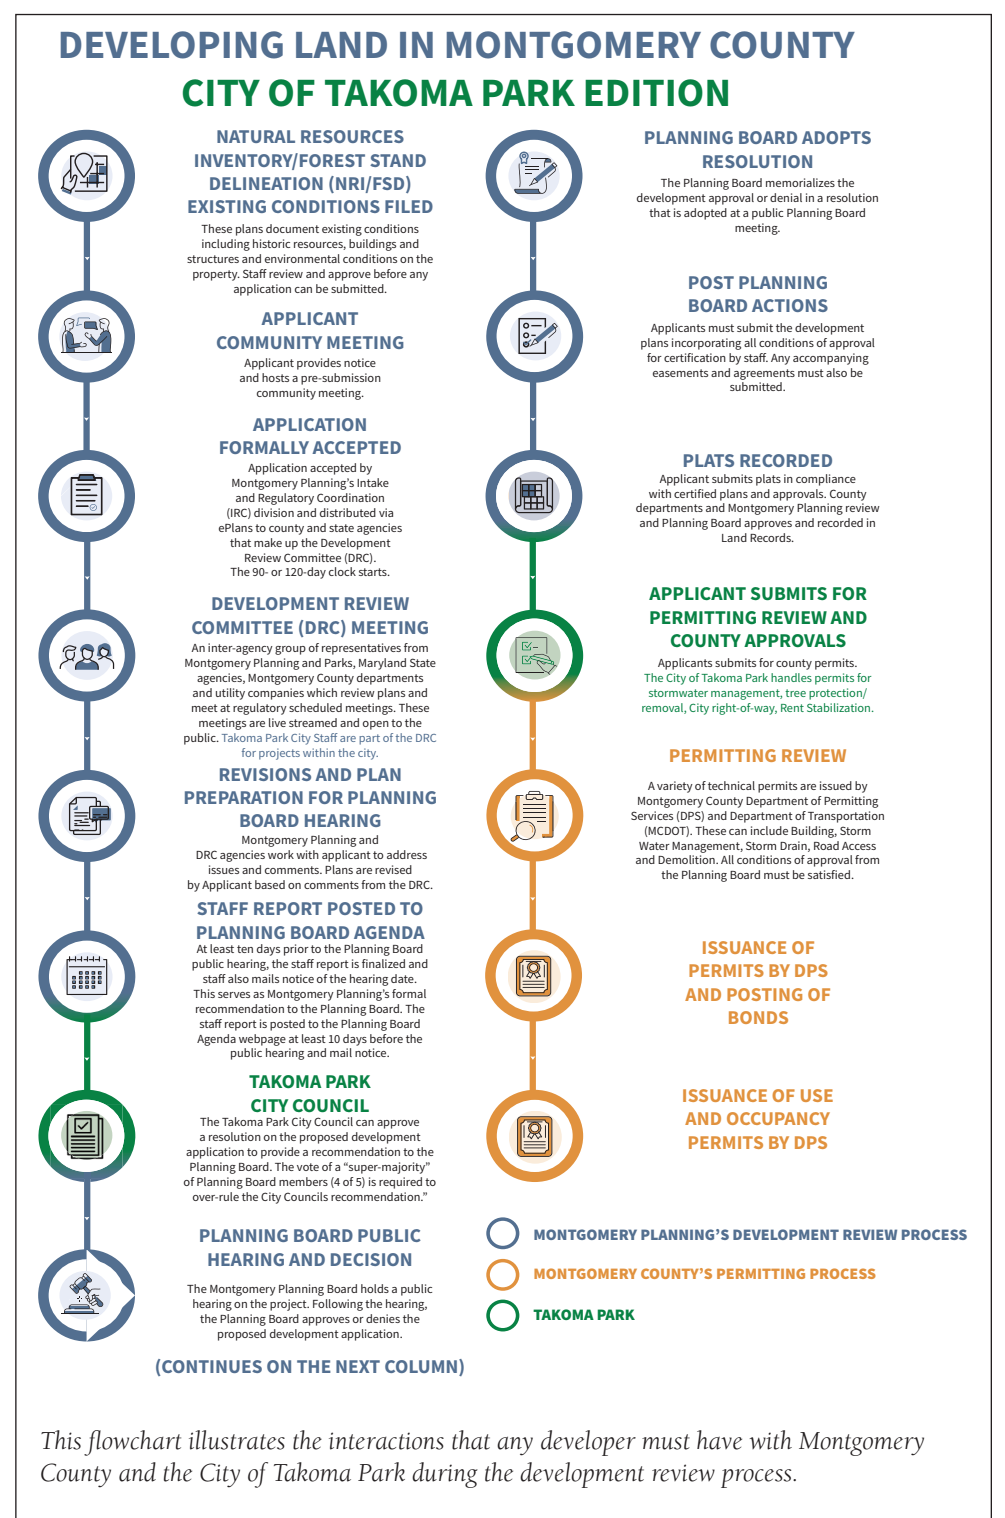 DEVELOPING LAND IN MONTGOMERY COUNTY
CITY OF TAKOMA PARK EDITION
NATURAL RESOURCES
INVENTORY/FOREST STAND
DELINEATION (NRI/FSD)
EXISTING CONDITIONS FILED
These plans document existing conditions
including historic resources, buildings and
structures and environmental conditions on the
property. Staff review and approve before any
application can be submitted.
APPLICANT
COMMUNITY MEETING
Applicant provides notice
and hosts a pre-submission
community meeting.
APPLICATION
FORMALLY ACCEPTED
Application accepted by
Montgomery Planning's Intake
and Regulatory Coordination
(IRC) division and distributed via
ePlans to county and state agencies
that make up the Development
Review Committee (DRC).
The 90- or 120-day clock starts.
DEVELOPMENT REVIEW
COMMITTEE (DRC) MEETING
An inter-agency group of representatives from
Montgomery Planning and Parks, Maryland State
agencies, Montgomery County departments
and utility companies which review plans and
meet at regulatory scheduled meetings. These
meetings are live streamed and open to the
public. Takoma Park City Staff are part of the DRC
for projects within the city.
REVISIONS AND PLAN
PREPARATION FOR PLANNING
BOARD HEARING
Montgomery Planning and
DRC agencies work with applicant to address
issues and comments. Plans are revised
by Applicant based on comments from the DRC.
STAFF REPORT POSTED TO
PLANNING BOARD AGENDA
At least ten days prior to the Planning Board
public hearing, the staff report is finalized and
staff also mails notice of the hearing date.
This serves as Montgomery Planning's formal
recommendation to the Planning Board. The
staff report is posted to the Planning Board
Agenda webpage at least 10 days before the
public hearing and mail notice.
TAKOMA PARK
CITY COUNCIL
The Takoma Park City Council can approve
a resolution on the proposed development
application to provide a recommendation to the
Planning Board. The vote of a “super-majority”
of Planning Board members (4 of 5) is required to
over-rule the City Councils recommendation.”
PLANNING BOARD PUBLIC
HEARING AND DECISION
The Montgomery Planning Board holds a public
hearing on the project. Following the hearing,
the Planning Board approves or denies the
proposed development application.
(CONTINUES ON THE NEXT COLUMN)
PLANNING BOARD ADOPTS
RESOLUTION
The Planning Board memorializes the
development approval or denial in a resolution
that is adopted at a public Planning Board
meeting.
POST PLANNING
BOARD ACTIONS
Applicants must submit the development
plans incorporating all conditions of approval
for certification by staff. Any accompanying
easements and agreements must also be
submitted.
PLATS RECORDED
Applicant submits plats in compliance
with certified plans and approvals. County
departments and Montgomery Planning review
and Planning Board approves and recorded in
Land Records.
APPLICANT SUBMITS FOR
PERMITTING REVIEW AND
COUNTY APPROVALS
Applicants submits for county permits.
The City of Takoma Park handles permits for
stormwater management, tree protection/
removal, City right-of-way, Rent Stabilization.
PERMITTING REVIEW
A variety of technical permits are issued by
Montgomery County Department of Permitting
Services (DPS) and Department of Transportation
(MCDOT). These can include Building, Storm
Water Management, Storm Drain, Road Access
and Demolition. All conditions of approval from
the Planning Board must be satisfied.
ISSUANCE OF
PERMITS BY DPS
AND POSTING OF
BONDS
ISSUANCE OF USE
AND OCCUPANCY
PERMITS BY DPS
MONTGOMERY PLANNING'S DEVELOPMENT REVIEW PROCESS
MONTGOMERY COUNTY'S PERMITTING PROCESS
TAKOMA PARK
This flowchart illustrates the interactions that any developer must have with Montgomery
County and the City of Takoma Park during the development review process.